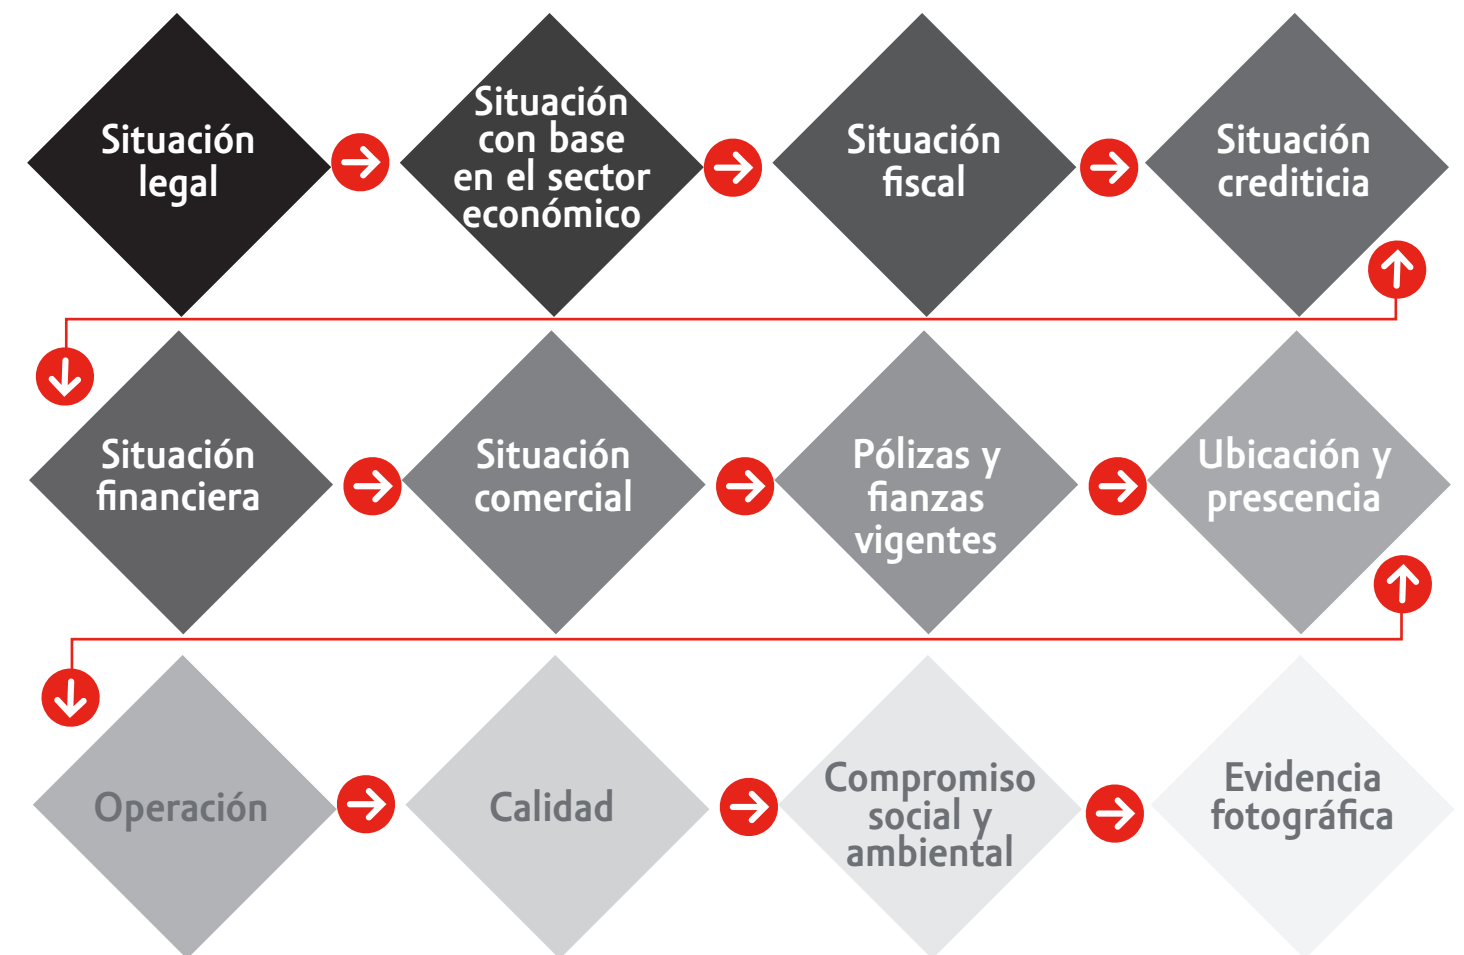 Situación
legal
Situación
con base
en el sector
económico
Situación
fiscal
Situación
crediticia
Situación
financiera
Situación
comercial
Pólizas y
fianzas
vigentes
Ubicación y
prescencia
Operación
Calidad
Compromiso
social y
ambiental
Evidencia
fotográfica